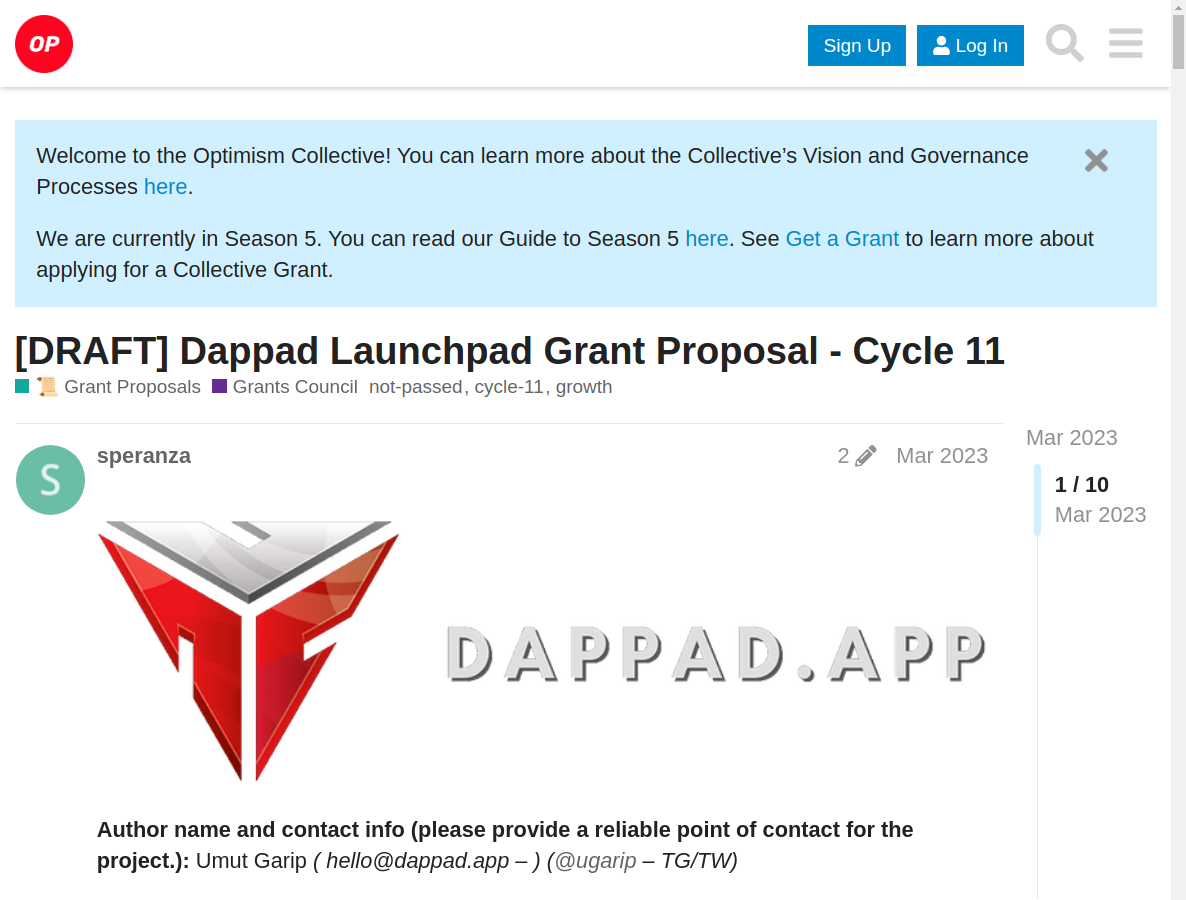 OP
Sign Up
Log In
Welcome to the Optimism Collective! You can learn more about the Collective’s Vision and Governance
Processes here.
We are currently in Season 5. You can read our Guide to Season 5 here. See Get a Grant to learn more about
applying for a Collective Grant.
[DRAFT] Dappad Launchpad Grant Proposal - Cycle 11
📜 Grant Proposals Grants Council not-passed, cycle-11, growth
Mar 2023
S
speranza
2
Mar 2023
1 / 10
Mar 2023
DAPPAD.APP
Author name and contact info (please provide a reliable point of contact for the
project.): Umut Garip ( hello@dappad.app – ) (@ugarip – TG/TW)